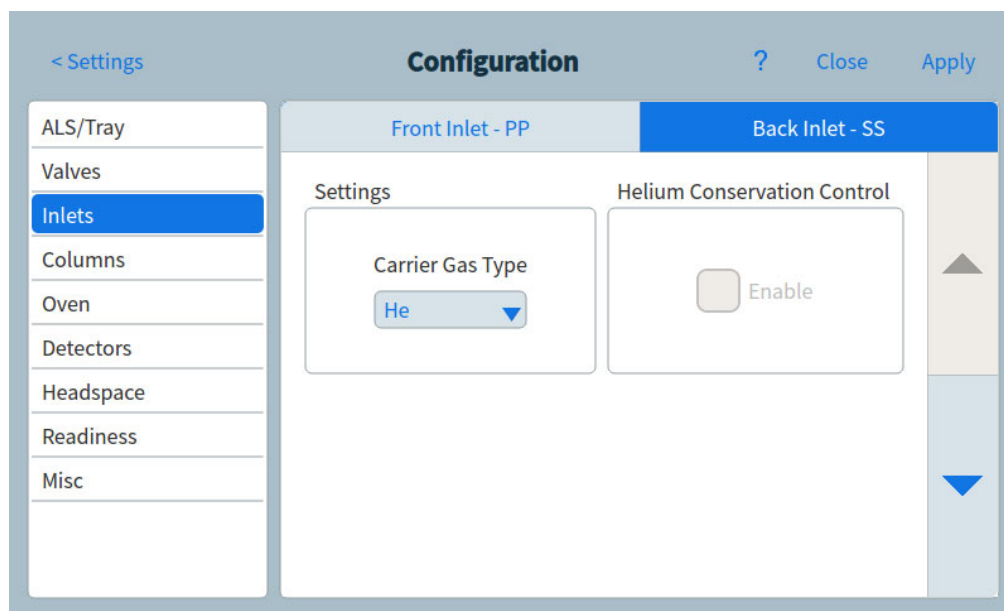 < Settings
Configuration
?
Close
Apply
ALS/Tray
Valves
Inlets
Columns
Oven
Detectors
Headspace
Readiness
Misc
Front Inlet - PP
Back Inlet - SS
Settings
Carrier Gas Type
He
Helium Conservation Control
Enable